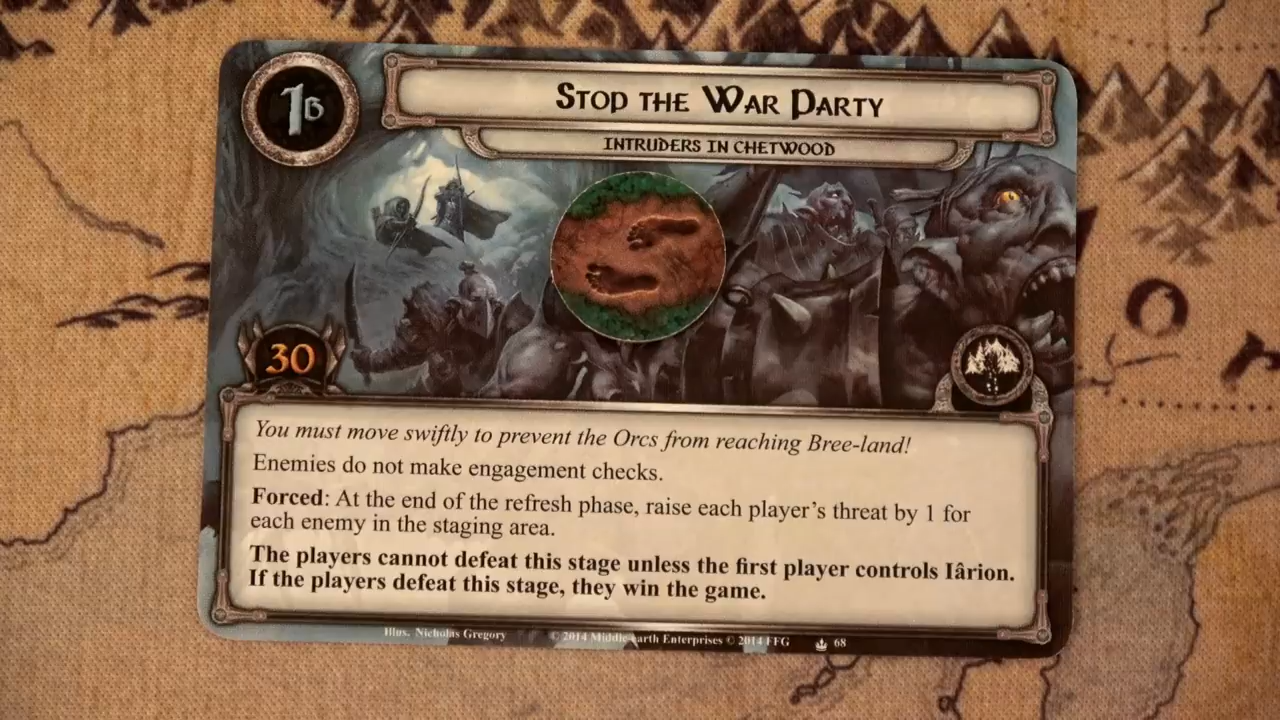 1B
STOP THE WAR PARTY
INTRUDERS IN CHETWOOD
30
You must move swiftly to prevent the Orcs from reaching Bree-land!
Enemies do not make engagement checks.
Forced: At the end of the refresh phase, raise each player's threat by 1 for
each enemy in the staging area.
The players cannot defeat this stage unless the first player controls Iârion.
If the players defeat this stage, they win the game.
Illus. Nicholas Gregory © 2014 Middle-earth Enterprises © 2014 FFG 68